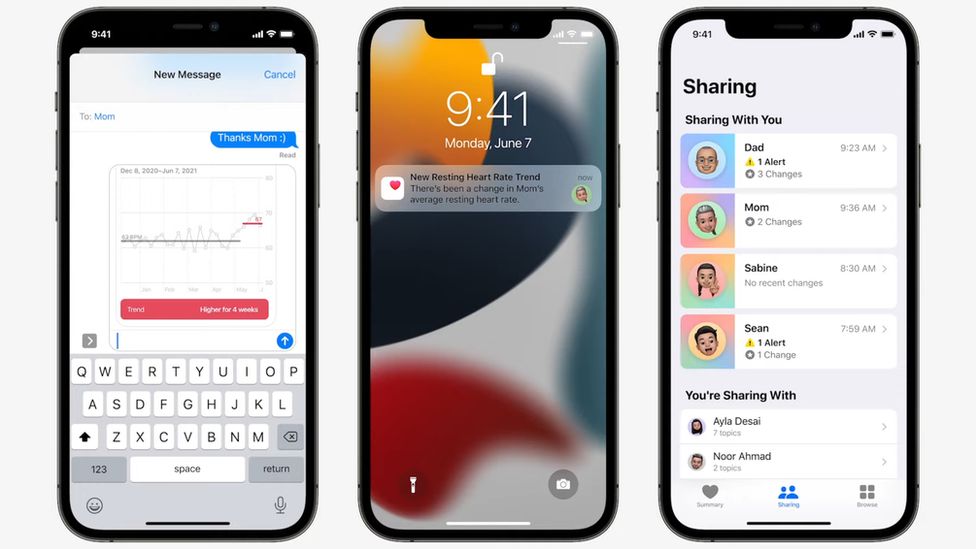 9:41
New Message
Cancel
To: Mom
Thanks Mom :)
Read
Dec 8, 2020–Jun 7, 2021
80
70
67
63 BPM
60
50
Jan Feb Mar Apr May J
Trend Higher for 4 weeks
Q W E R T Y U I O P
A S D F G H J K L
Z X C V B N M
123 space return
9:41
Monday, June 7
New Resting Heart Rate Trend now
There's been a change in Mom's
average resting heart rate.
9:41
Sharing
Sharing With You
Dad 9:23 AM
1 Alert
3 Changes
Mom 9:36 AM
2 Changes
Sabine 8:30 AM
No recent changes
Sean 7:59 AM
1 Alert
1 Change
You're Sharing With
Ayla Desai
7 topics
Noor Ahmad
2 topics
Summary Sharing Browse